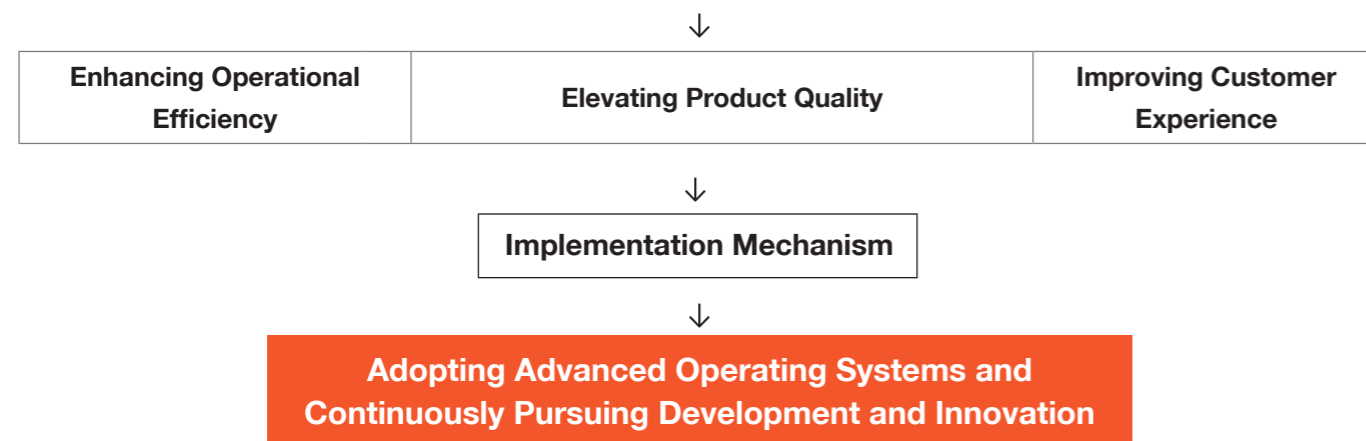 ↓
Enhancing Operational
Efficiency
Elevating Product Quality
Improving Customer
Experience
↓
Implementation Mechanism
↓
Adopting Advanced Operating Systems and
Continuously Pursuing Development and Innovation